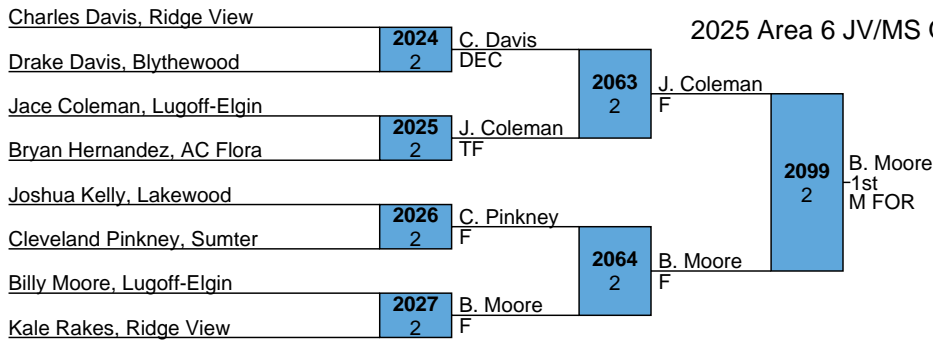 Charles Davis, Ridge View
2025 Area 6 JV/MS
2024
2
C. Davis
DEC
Drake Davis, Blythewood
2063
2
J. Coleman
F
Jace Coleman, Lugoff-Elgin
2025
2
J. Coleman
TF
Bryan Hernandez, AC Flora
2099
2
B. Moore
1st
M FOR
Joshua Kelly, Lakewood
2026
2
C. Pinkney
F
Cleveland Pinkney, Sumter
2064
2
B. Moore
F
Billy Moore, Lugoff-Elgin
2027
2
B. Moore
F
Kale Rakes, Ridge View